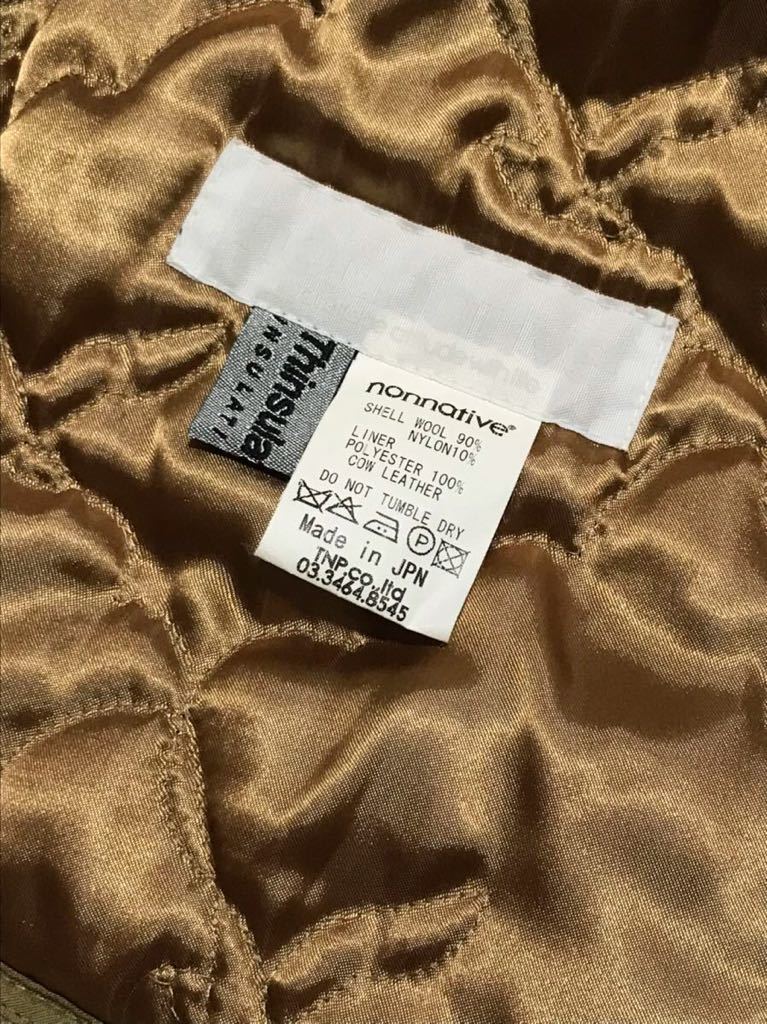 Thinsula
INSULATI
nonnative®
SHELL WOOL 90%
NYLON10%
LINER
POLYESTER 100%
COW LEATHER
DO NOT TUMBLE DRY
P
Made in JPN
TNP.co.,ltd
03.3464.8545